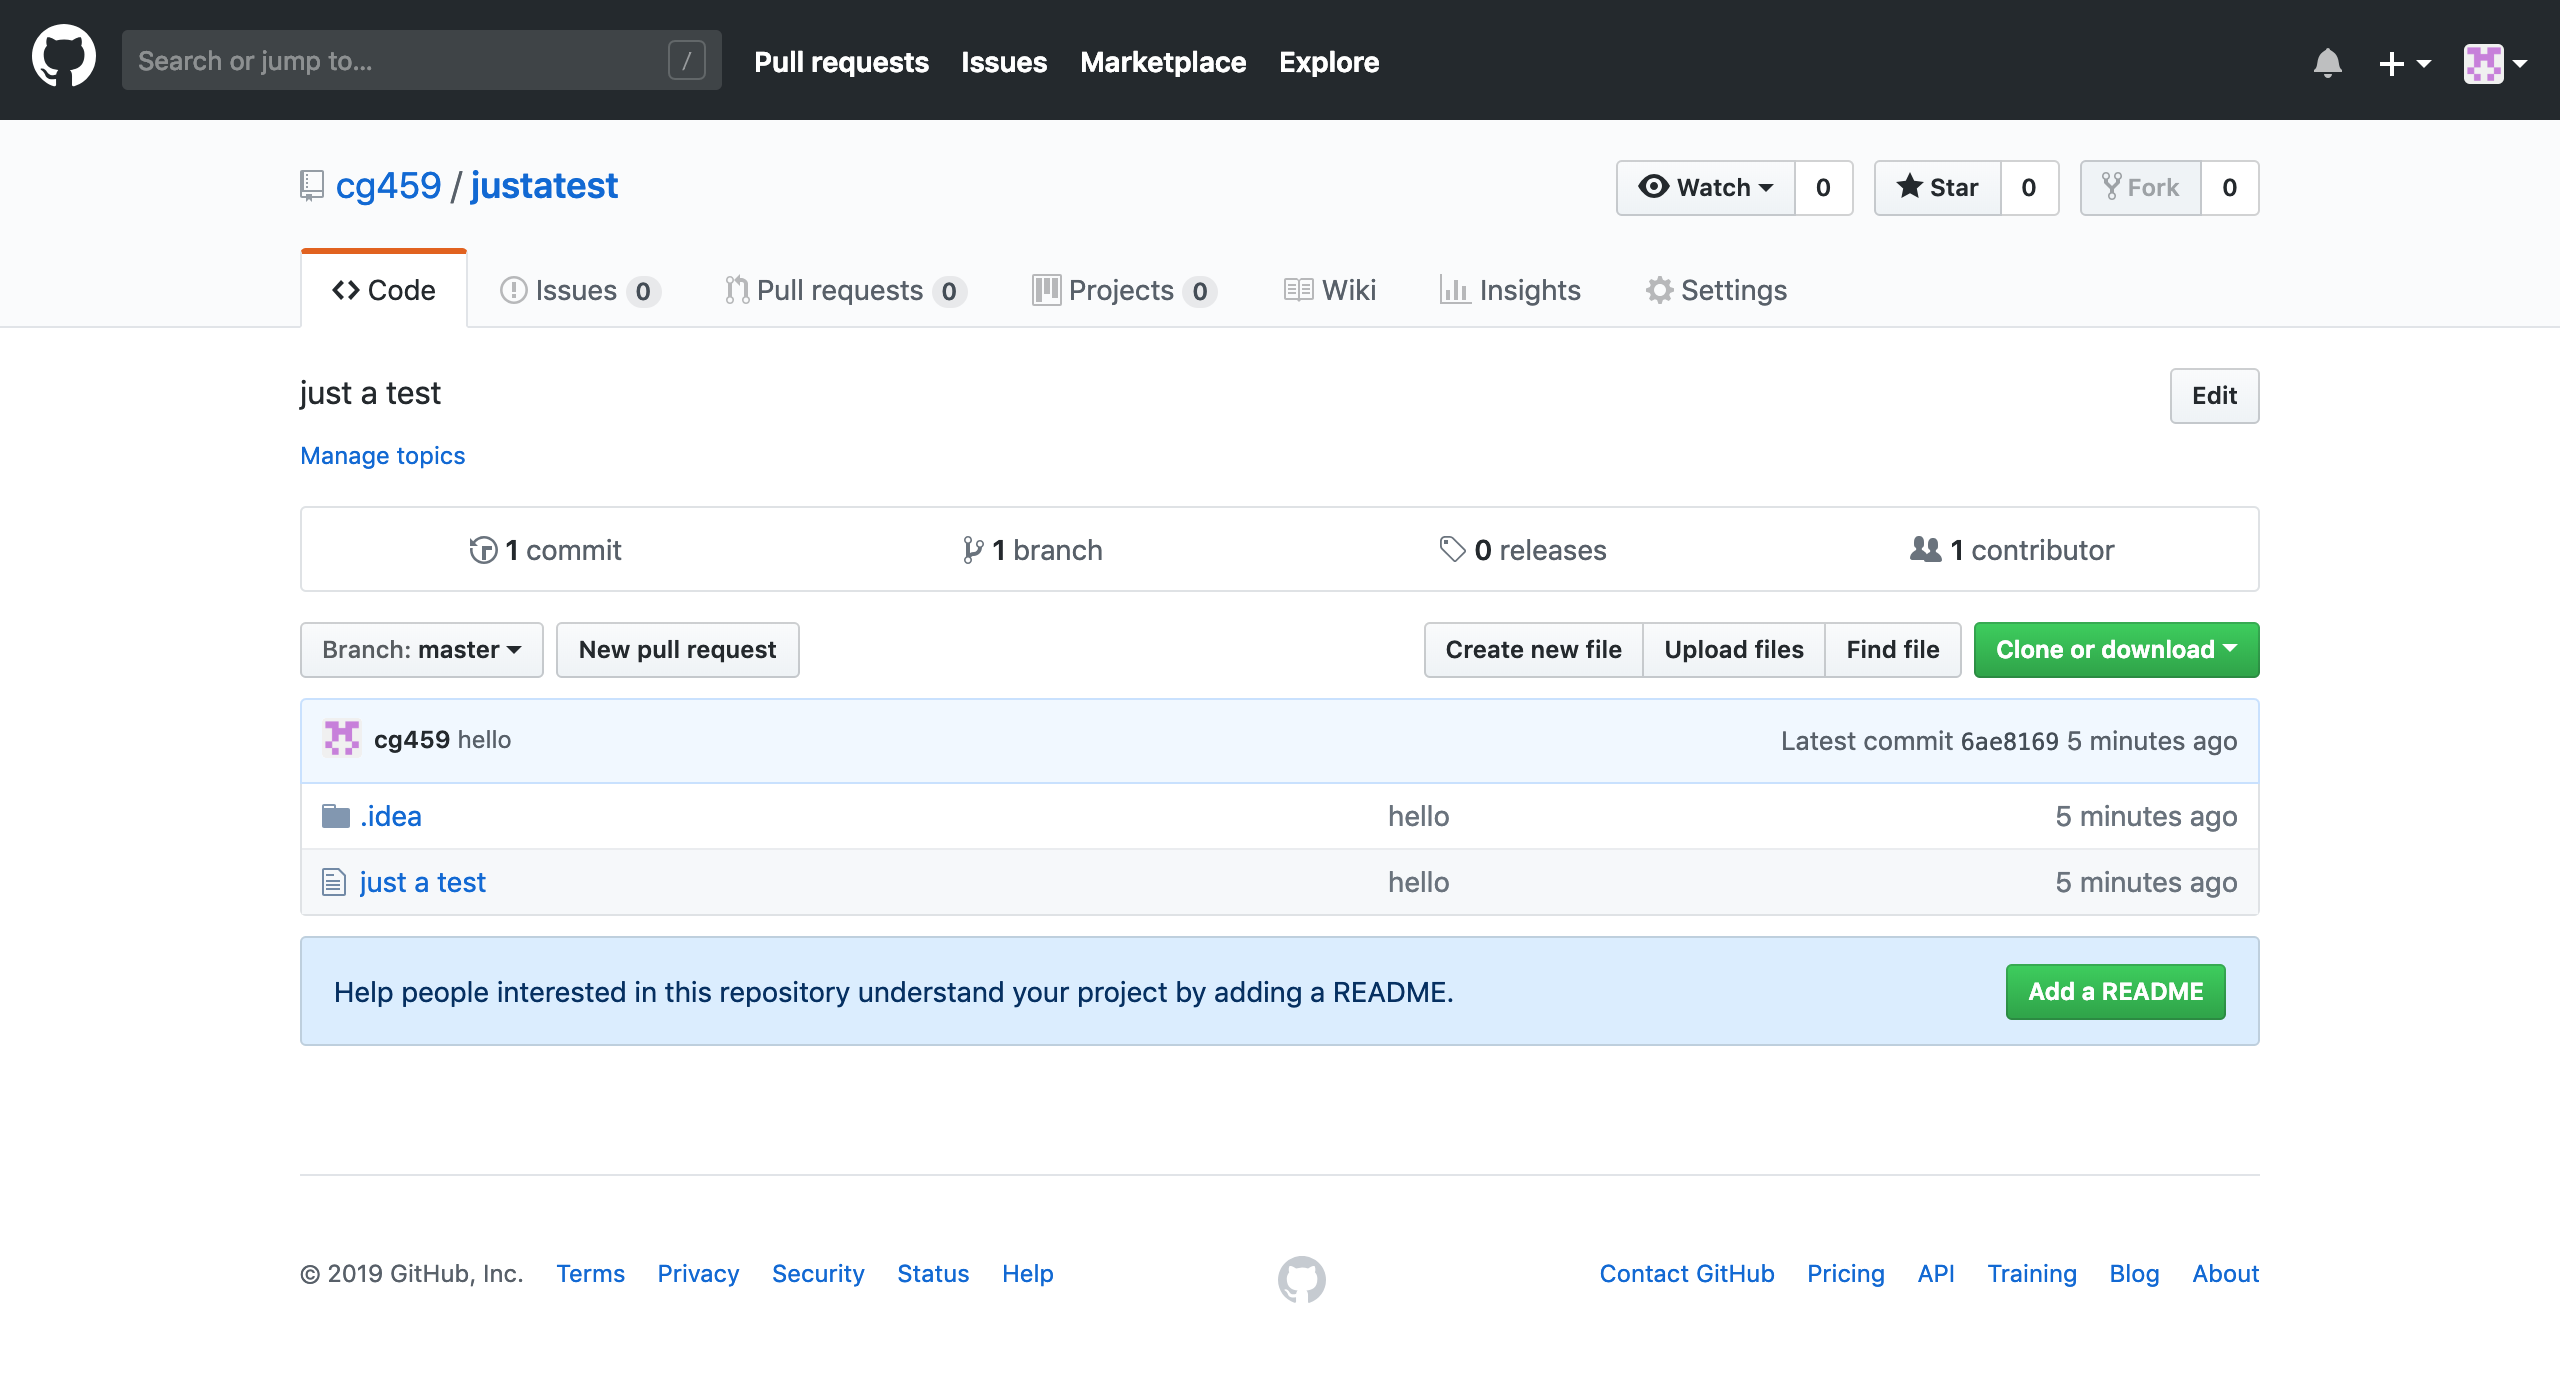 Search or jump to... / Pull requests Issues Marketplace Explore
cg459 / justatest Watch 0 Star 0 Fork 0
Code Issues 0 Pull requests 0 Projects 0 Wiki Insights Settings
just a test Edit
Manage topics
1 commit 1 branch 0 releases 1 contributor
Branch: master New pull request Create new file Upload files Find file Clone or download
cg459 hello Latest commit 6ae8169 5 minutes ago
.idea hello 5 minutes ago
just a test hello 5 minutes ago
Help people interested in this repository understand your project by adding a README. Add a README
© 2019 GitHub, Inc. Terms Privacy Security Status Help Contact GitHub Pricing API Training Blog About